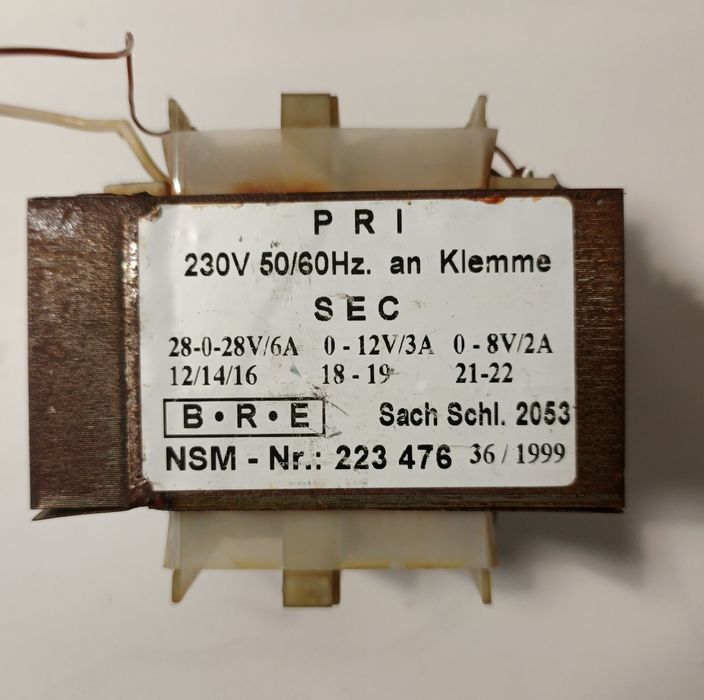 PRI
230V 50/60Hz. an Klemme
SEC
28-0-28V/6A 0 - 12V/3A 0 - 8V/2A
12/14/16 18 - 19 21-22
B•R•E Sach Schl. 2053
NSM - Nr.: 223 476 36 / 1999